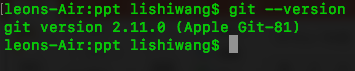 [leons-Air:ppt lishiwang$ git --version
git version 2.11.0 (Apple Git-81)
leons-Air:ppt lishiwang$